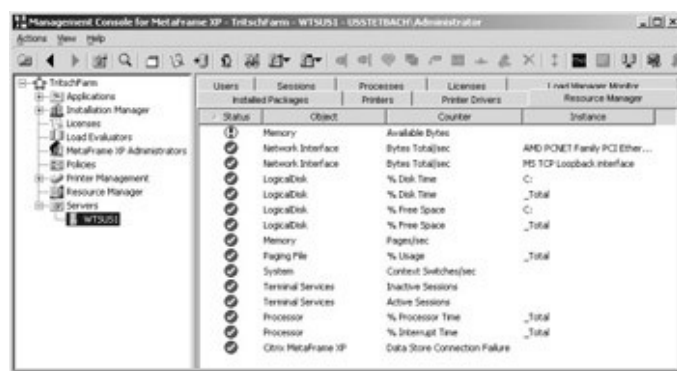 Management Console for MetaFrame XP - TritschFarm - WTSUS1 - USSTETBACH\Administrator
Actions View Help
TritschFarm
Applications
Installation Manager
Licenses
Load Evaluators
MetaFrame XP Administrators
Policies
Printer Management
Resource Manager
Servers
WTSUS1
Users Sessions Processes Licenses Load Manager Monitor
Installed Packages Printers Printer Drivers Resource Manager
Status Object Counter Instance
Memory Available Bytes
Network Interface Bytes Total/sec AMD PCNET Family PCI Ether...
Network Interface Bytes Total/sec MS TCP Loopback interface
LogicalDisk % Disk Time C:
LogicalDisk % Disk Time _Total
LogicalDisk % Free Space C:
LogicalDisk % Free Space _Total
Memory Pages/sec
Paging File % Usage _Total
System Context Switches/sec
Terminal Services Inactive Sessions
Terminal Services Active Sessions
Processor % Processor Time _Total
Processor % Interrupt Time _Total
Citrix MetaFrame XP Data Store Connection Failure